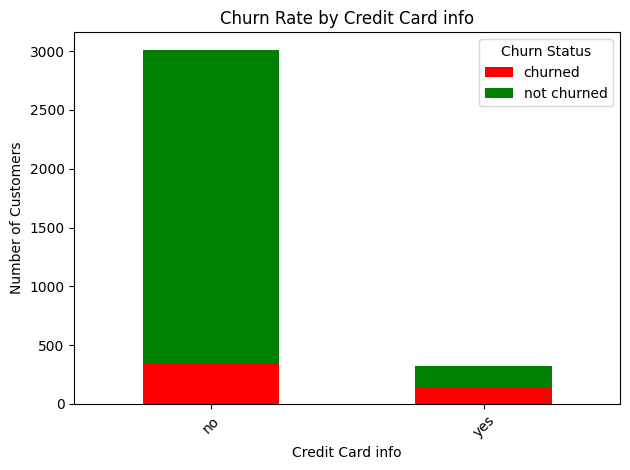 Churn Rate by Credit Card info
Churn Status
churned
not churned
Number of Customers
3000
2500
2000
1500
1000
500
0
no
yes
Credit Card info